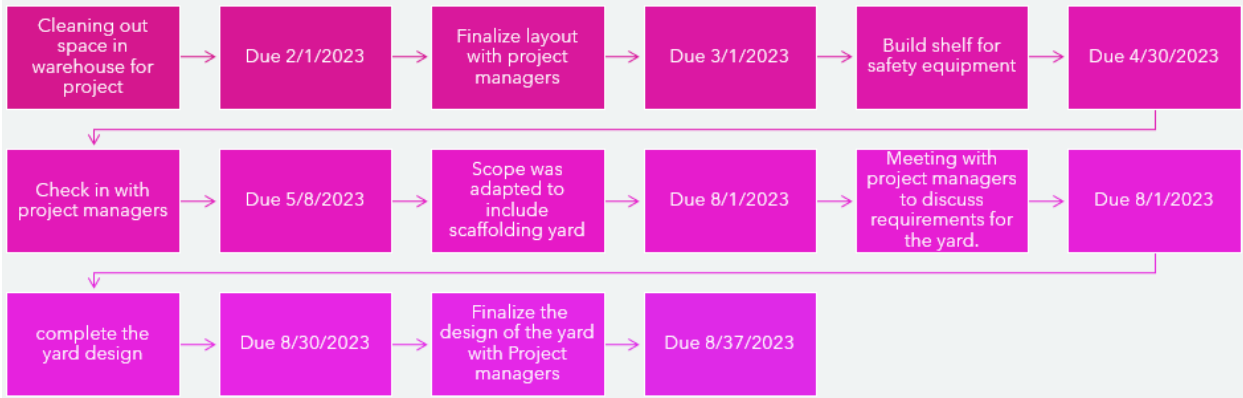 Cleaning out
space in
warehouse for
project
Due 2/1/2023
Finalize layout
with project
managers
Due 3/1/2023
Build shelf for
safety equipment
Due 4/30/2023
Check in with
project managers
Due 5/8/2023
Scope was
adapted to
include
scaffolding yard
Due 8/1/2023
Meeting with
project managers
to discuss
requirements for
the yard.
Due 8/1/2023
complete the
yard design
Due 8/30/2023
Finalize the
design of the yard
with Project
managers
Due 8/37/2023